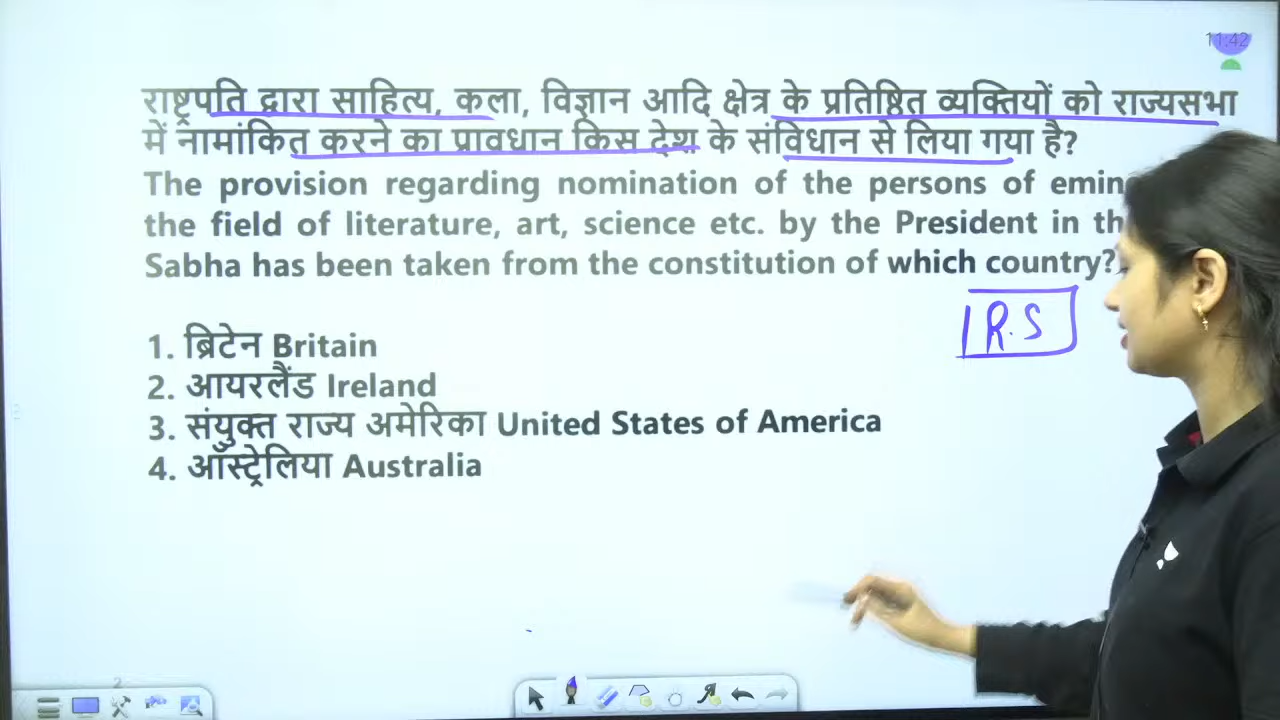 11:42
राष्ट्रपति द्वारा साहित्य, कला, विज्ञान आदि क्षेत्र के प्रतिष्ठित व्यक्तियों को राज्यसभा
में नामांकित करने का प्रावधान किस देश के संविधान से लिया गया है?
The provision regarding nomination of the persons of emin
the field of literature, art, science etc. by the President in th
Sabha has been taken from the constitution of which country?
R.S
1. ब्रिटेन Britain
2. आयरलैंड Ireland
3. संयुक्त राज्य अमेरिका United States of America
4. ऑस्ट्रेलिया Australia
2